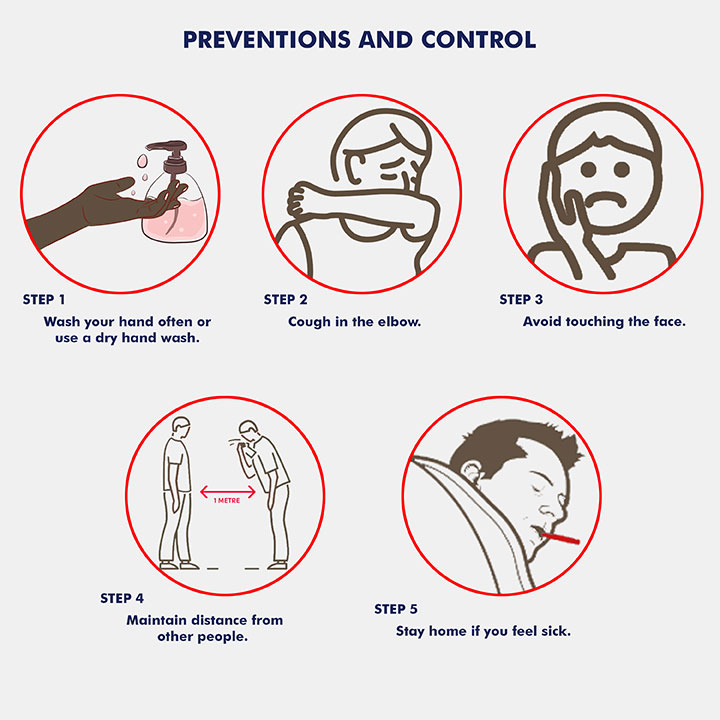 PREVENTIONS AND CONTROL
STEP 1
Wash your hand often or
use a dry hand wash.
STEP 2
Cough in the elbow.
STEP 3
Avoid touching the face.
1 METRE
STEP 4
Maintain distance from
other people.
STEP 5
Stay home if you feel sick.